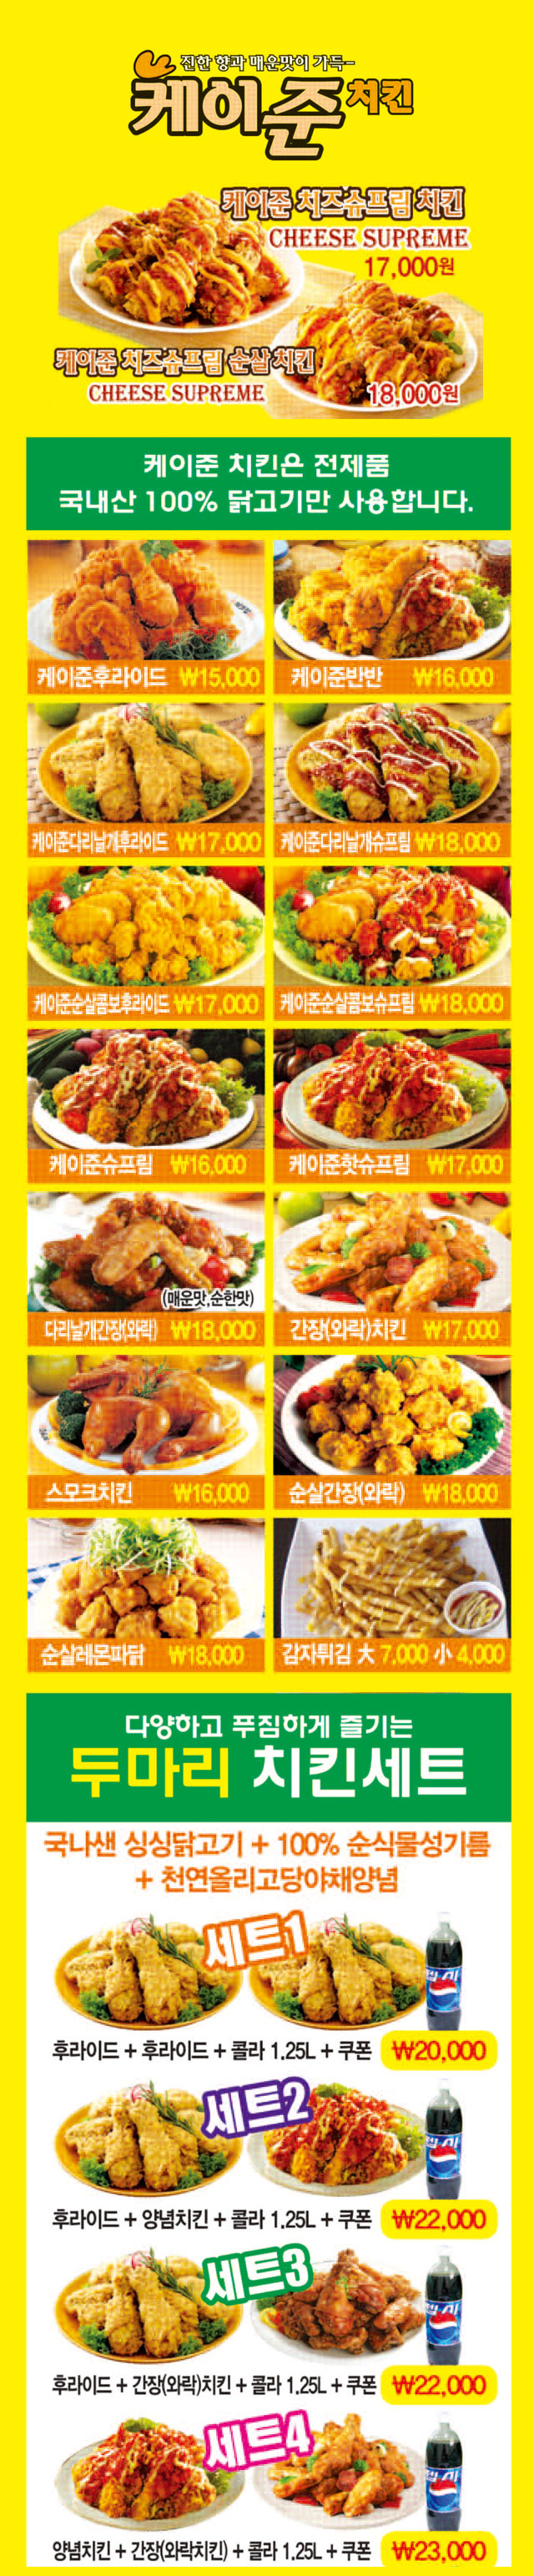 진한 향과 매운맛이 가득~
케이준 치킨
케이준 치즈슈프림 치킨
CHEESE SUPREME
17,000원
케이준 치즈슈프림 순살 치킨
CHEESE SUPREME
18,000원
케이준 치킨은 전제품
국내산 100% 닭고기만 사용합니다.
케이준후라이드 ₩15,000
케이준반반 ₩16,000
케이준다리날개후라이드 ₩17,000
케이준다리날개슈프림 ₩18,000
케이준순살콤보후라이드 ₩17,000
케이준순살콤보슈프림 ₩18,000
케이준슈프림 ₩16,000
케이준핫슈프림 ₩17,000
(매운맛,순한맛)
다리날개간장(와락) ₩18,000
간장(와락)치킨 ₩17,000
스모크치킨 ₩16,000
순살간장(와락) ₩18,000
순살레몬파닭 ₩18,000
감자튀김 大 7,000 小 4,000
다양하고 푸짐하게 즐기는
두마리 치킨세트
국나샌 싱싱닭고기 + 100% 순식물성기름
+ 천연올리고당야채양념
세트1
펩시
후라이드 + 후라이드 + 콜라 1.25L + 쿠폰 ₩20,000
세트2
펩시
후라이드 + 양념치킨 + 콜라 1.25L + 쿠폰 ₩22,000
세트3
펩시
후라이드 + 간장(와락)치킨 + 콜라 1.25L + 쿠폰 ₩22,000
세트4
펩시
양념치킨 + 간장(와락치킨) + 콜라 1.25L + 쿠폰 ₩23,000